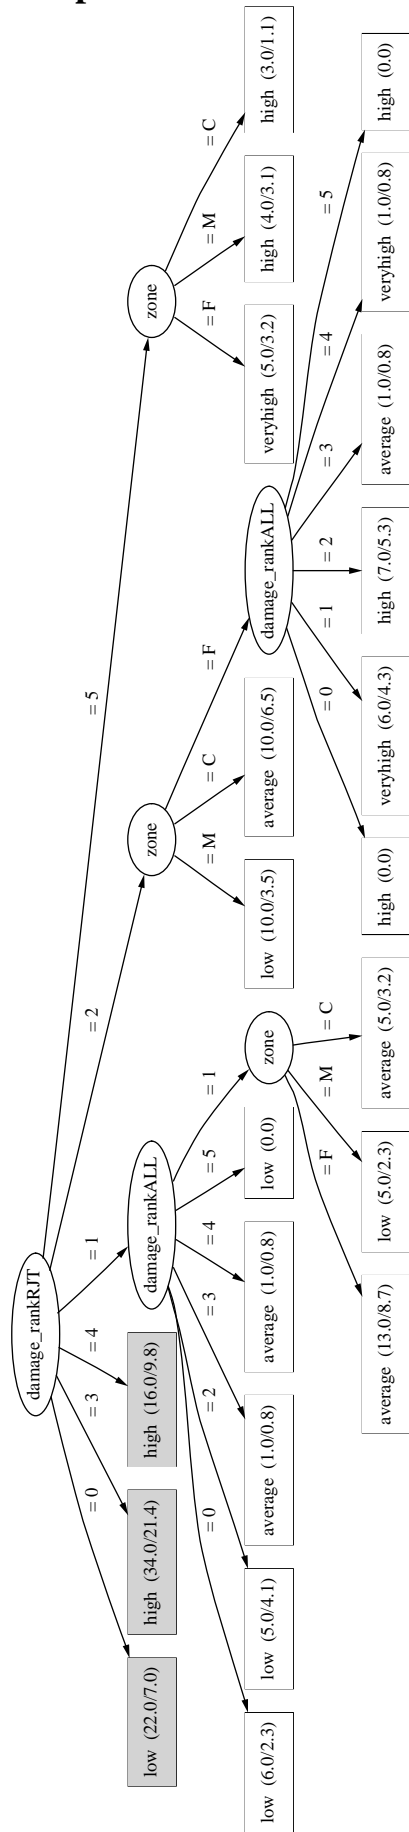 damage_rankRJT
= 0
= 3
= 4
= 1
= 2
= 5
low (22.0/7.0)
high (34.0/21.4)
high (16.0/9.8)
damage_rankALL
zone
zone
= 0
= 2
= 3
= 4
= 5
= 1
= M
= C
= F
= F
= M
= C
low (6.0/2.3)
low (5.0/4.1)
average (1.0/0.8)
average (1.0/0.8)
low (0.0)
zone
low (10.0/3.5)
average (10.0/6.5)
damage_rankALL
veryhigh (5.0/3.2)
high (4.0/3.1)
high (3.0/1.1)
= F
= M
= C
= 0
= 1
= 2
= 3
= 4
= 5
average (13.0/8.7)
low (5.0/2.3)
average (5.0/3.2)
high (0.0)
veryhigh (6.0/4.3)
high (7.0/5.3)
average (1.0/0.8)
veryhigh (1.0/0.8)
high (0.0)